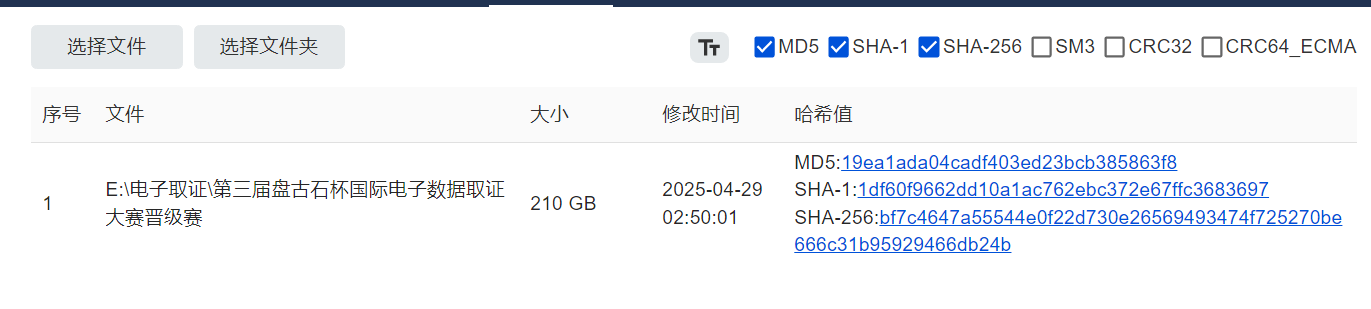 选择文件 选择文件夹 TT MD5 SHA-1 SHA-256 SM3 CRC32 CRC64_ECMA
序号 文件 大小 修改时间 哈希值
1 E:\电子取证\第三届盘古石杯国际电子数据取证
大赛晋级赛
210 GB
2025-04-29
02:50:01
MD5:19ea1ada04cadf403ed23bcb385863f8
SHA-1:1df60f9662dd10a1ac762ebc372e67ffc3683697
SHA-256:bf7c4647a55544e0f22d730e26569493474f725270be
666c31b95929466db24b